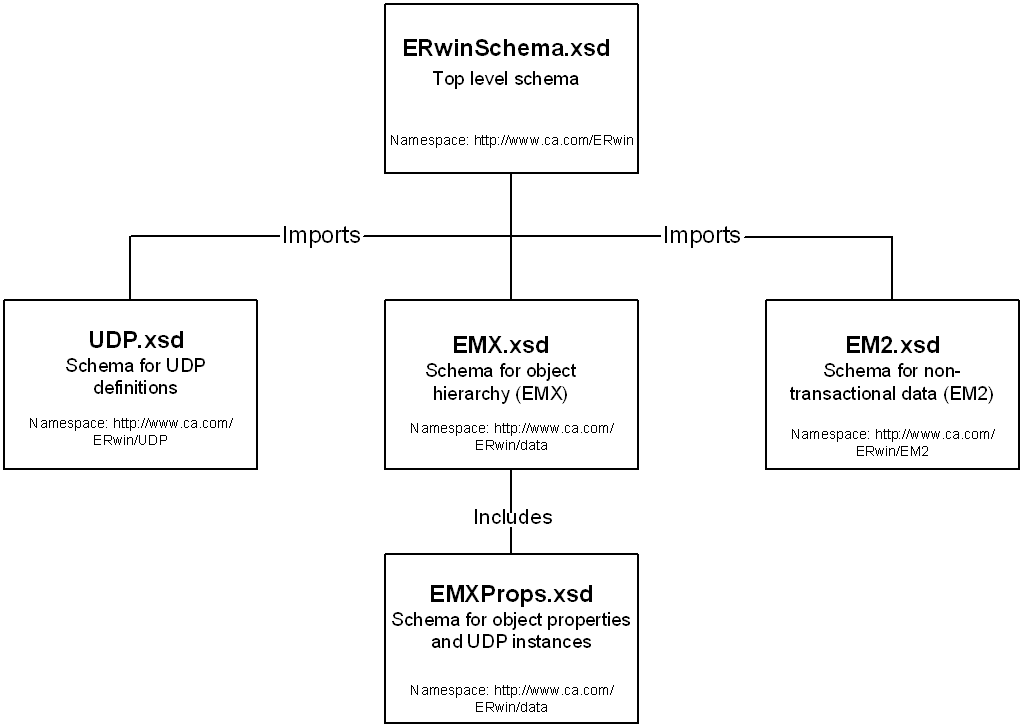 ERwinSchema.xsd
Top level schema
Namespace: http://www.ca.com/ERwin
Imports
Imports
UDP.xsd
Schema for UDP
definitions
Namespace: http://www.ca.com/
ERwin/UDP
EMX.xsd
Schema for object
hierarchy (EMX)
Namespace: http://www.ca.com/
ERwin/data
EM2.xsd
Schema for non-
transactional data (EM2)
Namespace: http://www.ca.com/
ERwin/EM2
Includes
EMXProps.xsd
Schema for object properties
and UDP instances
Namespace: http://www.ca.com/
ERwin/data